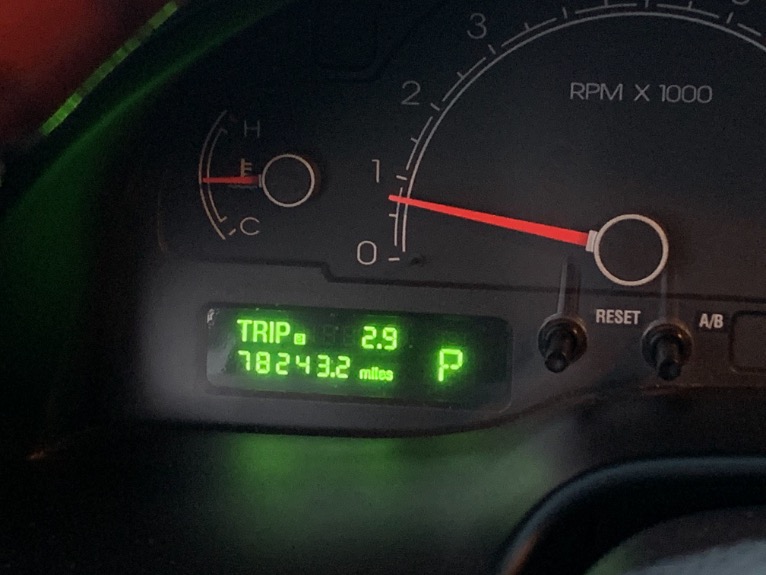 3
2
RPM X 1000
H
1
C
0
RESET
A/B
TRIP 2.9
78243.2 miles
P